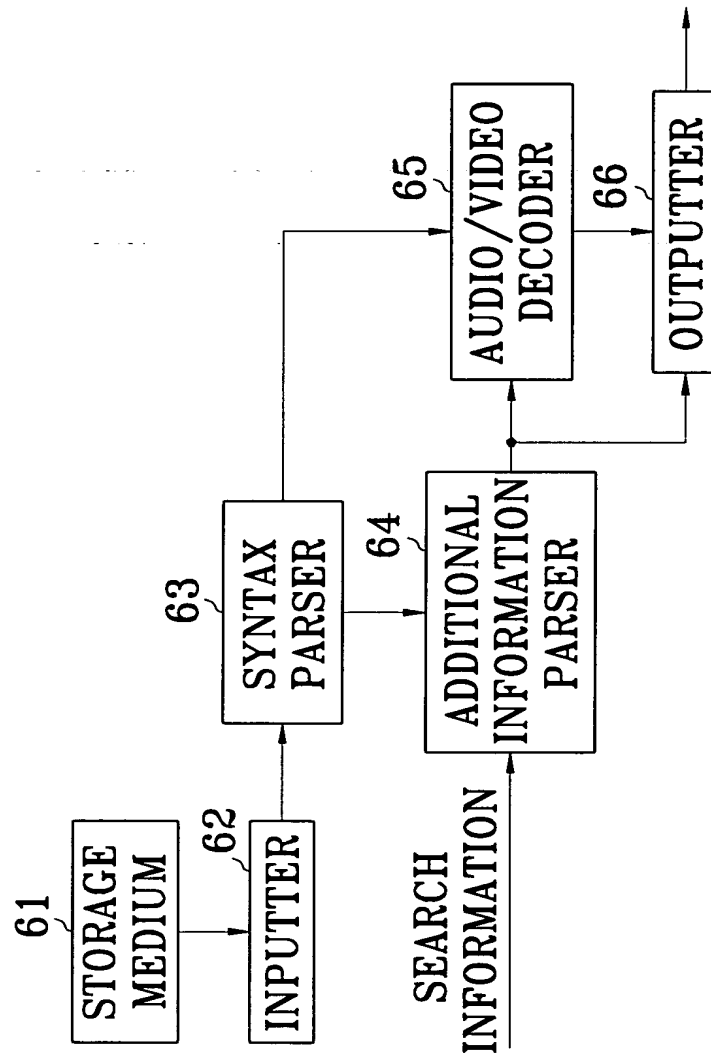 61
STORAGE
MEDIUM
62
INPUTTER
63
SYNTAX
PARSER
SEARCH
INFORMATION
64
ADDITIONAL
INFORMATION
PARSER
65
AUDIO/VIDEO
DECODER
66
OUTPUTTER